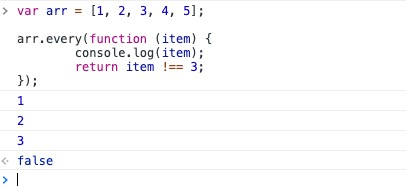 var arr = [1, 2, 3, 4, 5];
arr.every(function (item) {
        console.log(item);
        return item !== 3;
});
1
2
3
false